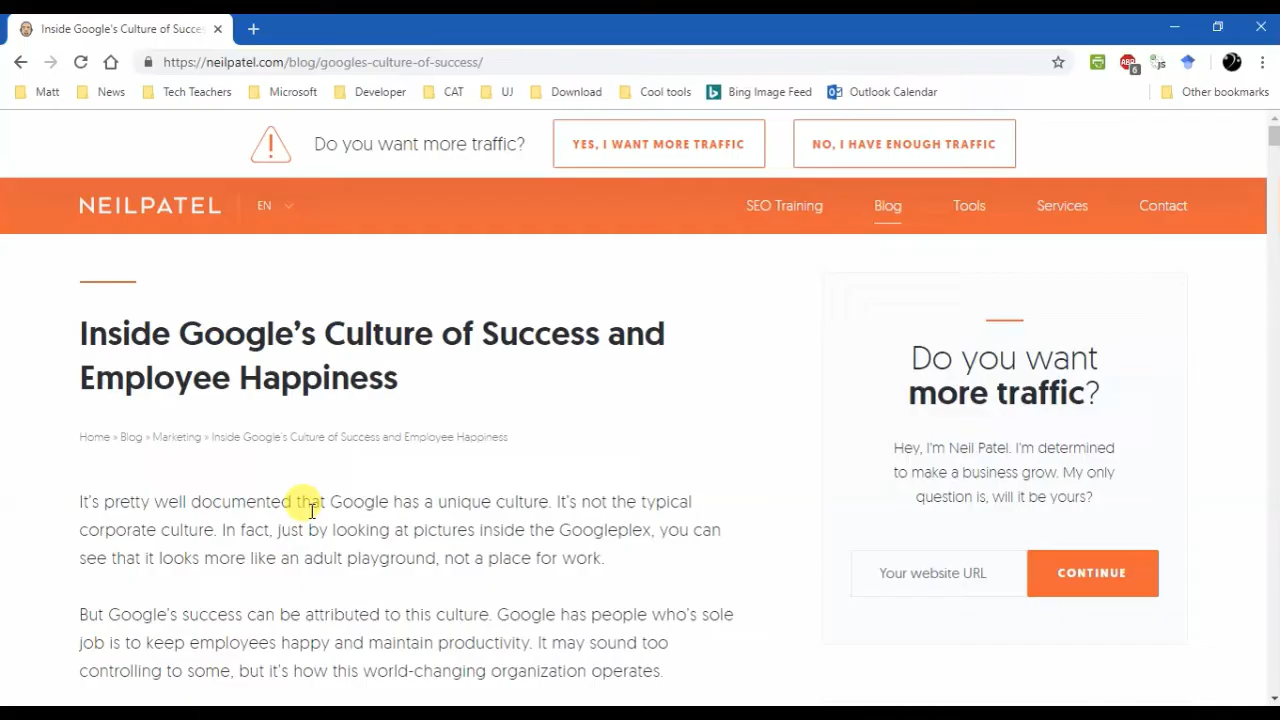 Inside Google's Culture of Succe
https://neilpatel.com/blog/googles-culture-of-success/
6
Matt News Tech Teachers Microsoft Developer CAT UJ Download Cool tools Bing Image Feed Outlook Calendar Other bookmarks
Do you want more traffic? YES, I WANT MORE TRAFFIC NO, I HAVE ENOUGH TRAFFIC
NEILPATEL EN SEO Training Blog Tools Services Contact
Inside Google's Culture of Success and
Employee Happiness
Home » Blog » Marketing » Inside Google's Culture of Success and Employee Happiness
It's pretty well documented that Google has a unique culture. It's not the typical
corporate culture. In fact, just by looking at pictures inside the Googleplex, you can
see that it looks more like an adult playground, not a place for work.
But Google's success can be attributed to this culture. Google has people who's sole
job is to keep employees happy and maintain productivity. It may sound too
controlling to some, but it's how this world-changing organization operates.
Do you want
more traffic?
Hey, I'm Neil Patel. I'm determined
to make a business grow. My only
question is, will it be yours?
Your website URL CONTINUE